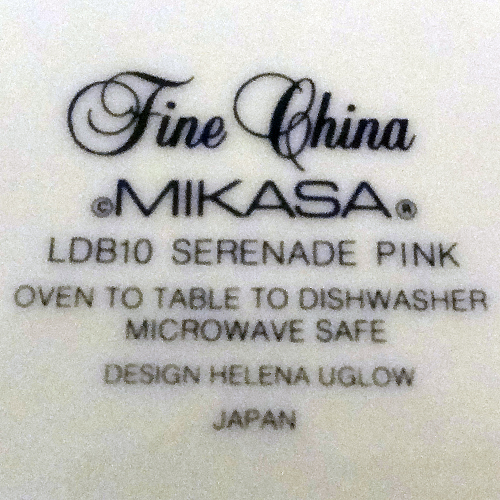 Fine China
©MIKASA®
LDB10 SERENADE PINK
OVEN TO TABLE TO DISHWASHER
MICROWAVE SAFE
DESIGN HELENA UGLOW
JAPAN